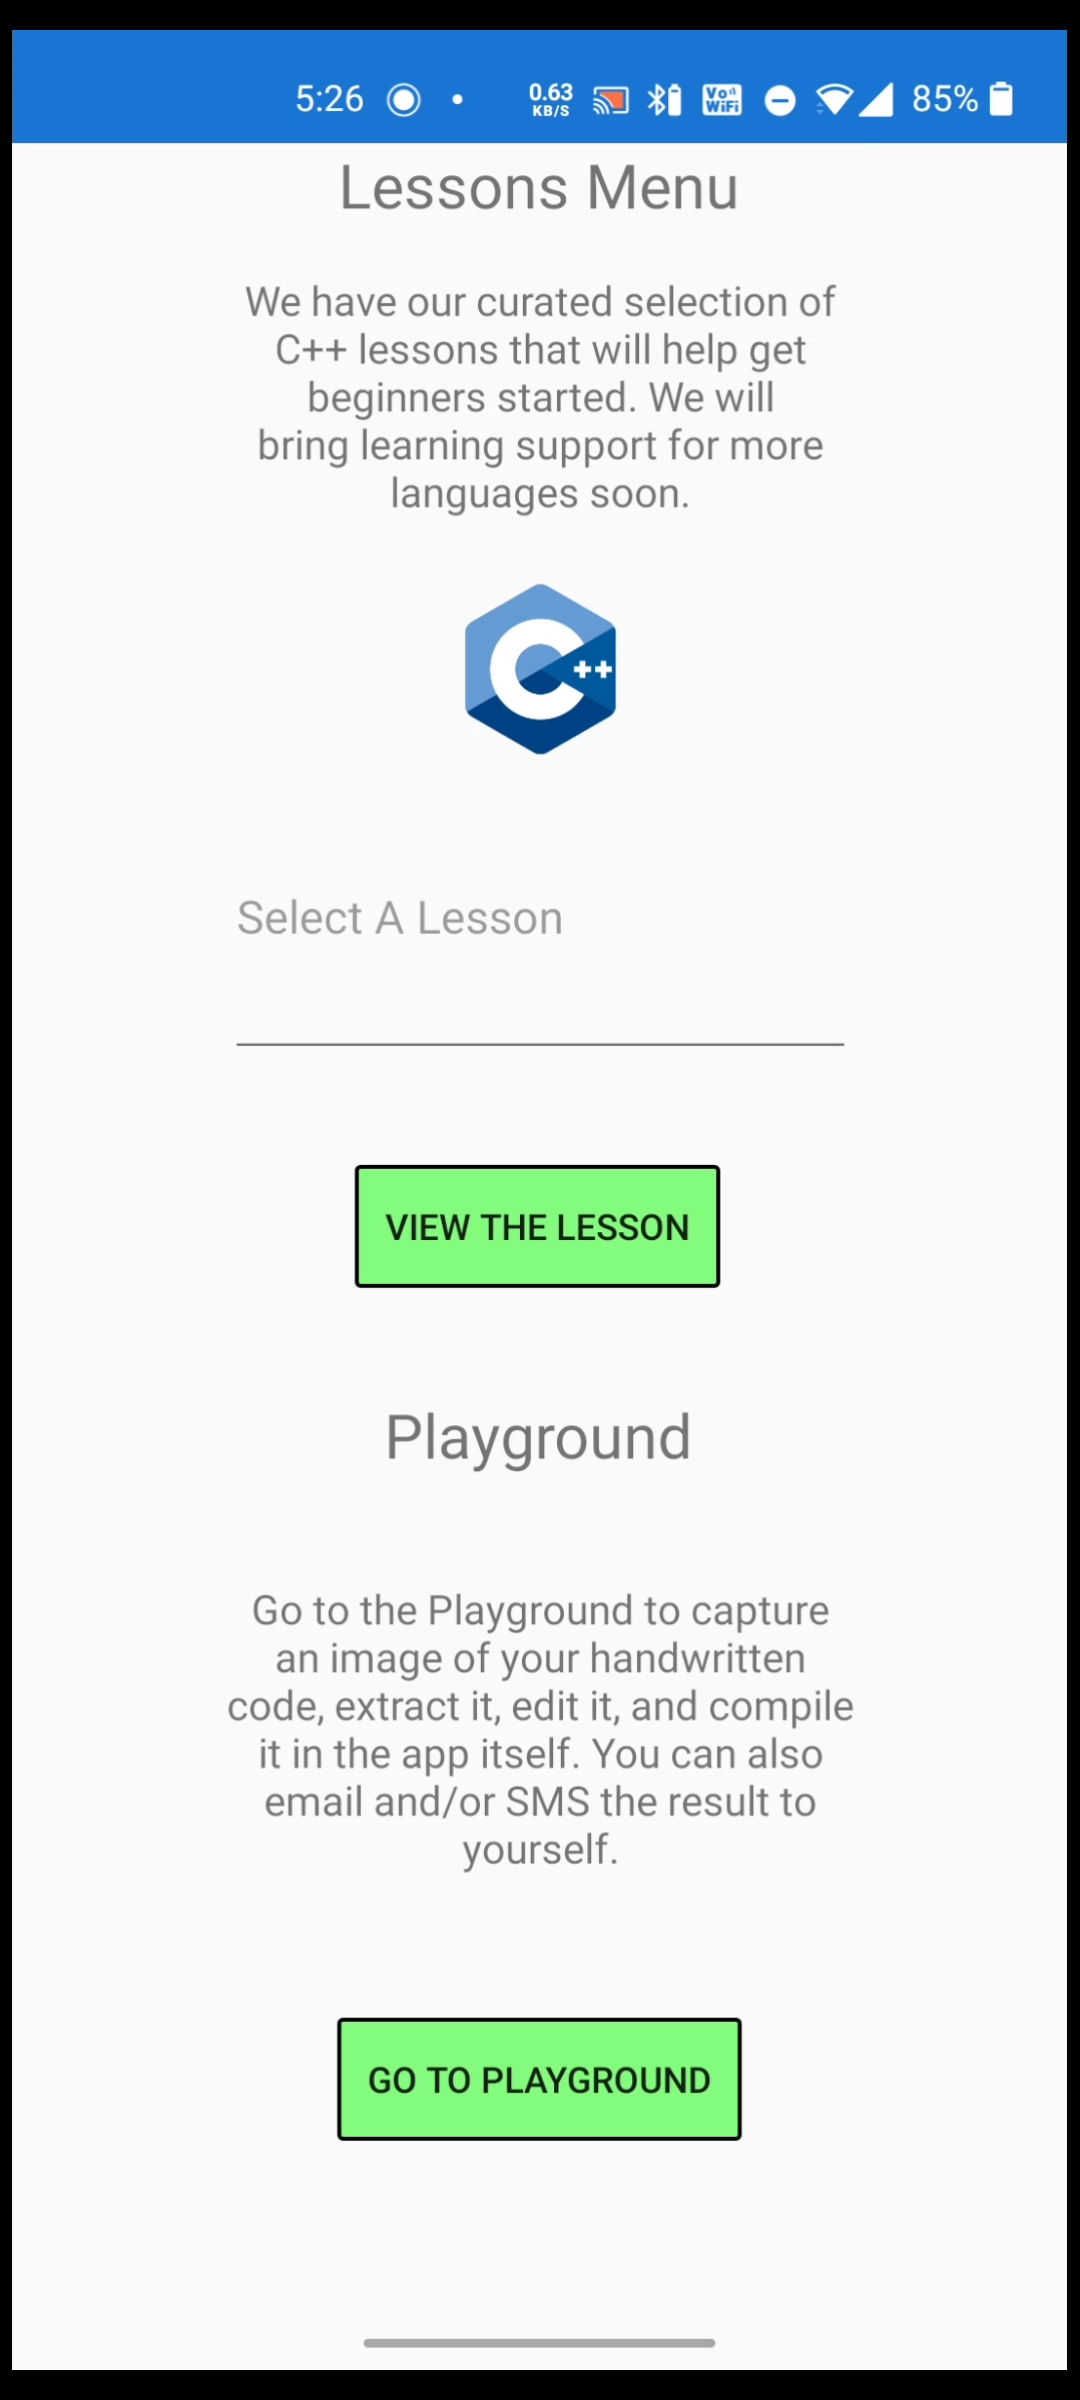 5:26 0.63 KB/S Vo WiFi 85%
Lessons Menu
We have our curated selection of
C++ lessons that will help get
beginners started. We will
bring learning support for more
languages soon.
C++
Select A Lesson
VIEW THE LESSON
Playground
Go to the Playground to capture
an image of your handwritten
code, extract it, edit it, and compile
it in the app itself. You can also
email and/or SMS the result to
yourself.
GO TO PLAYGROUND